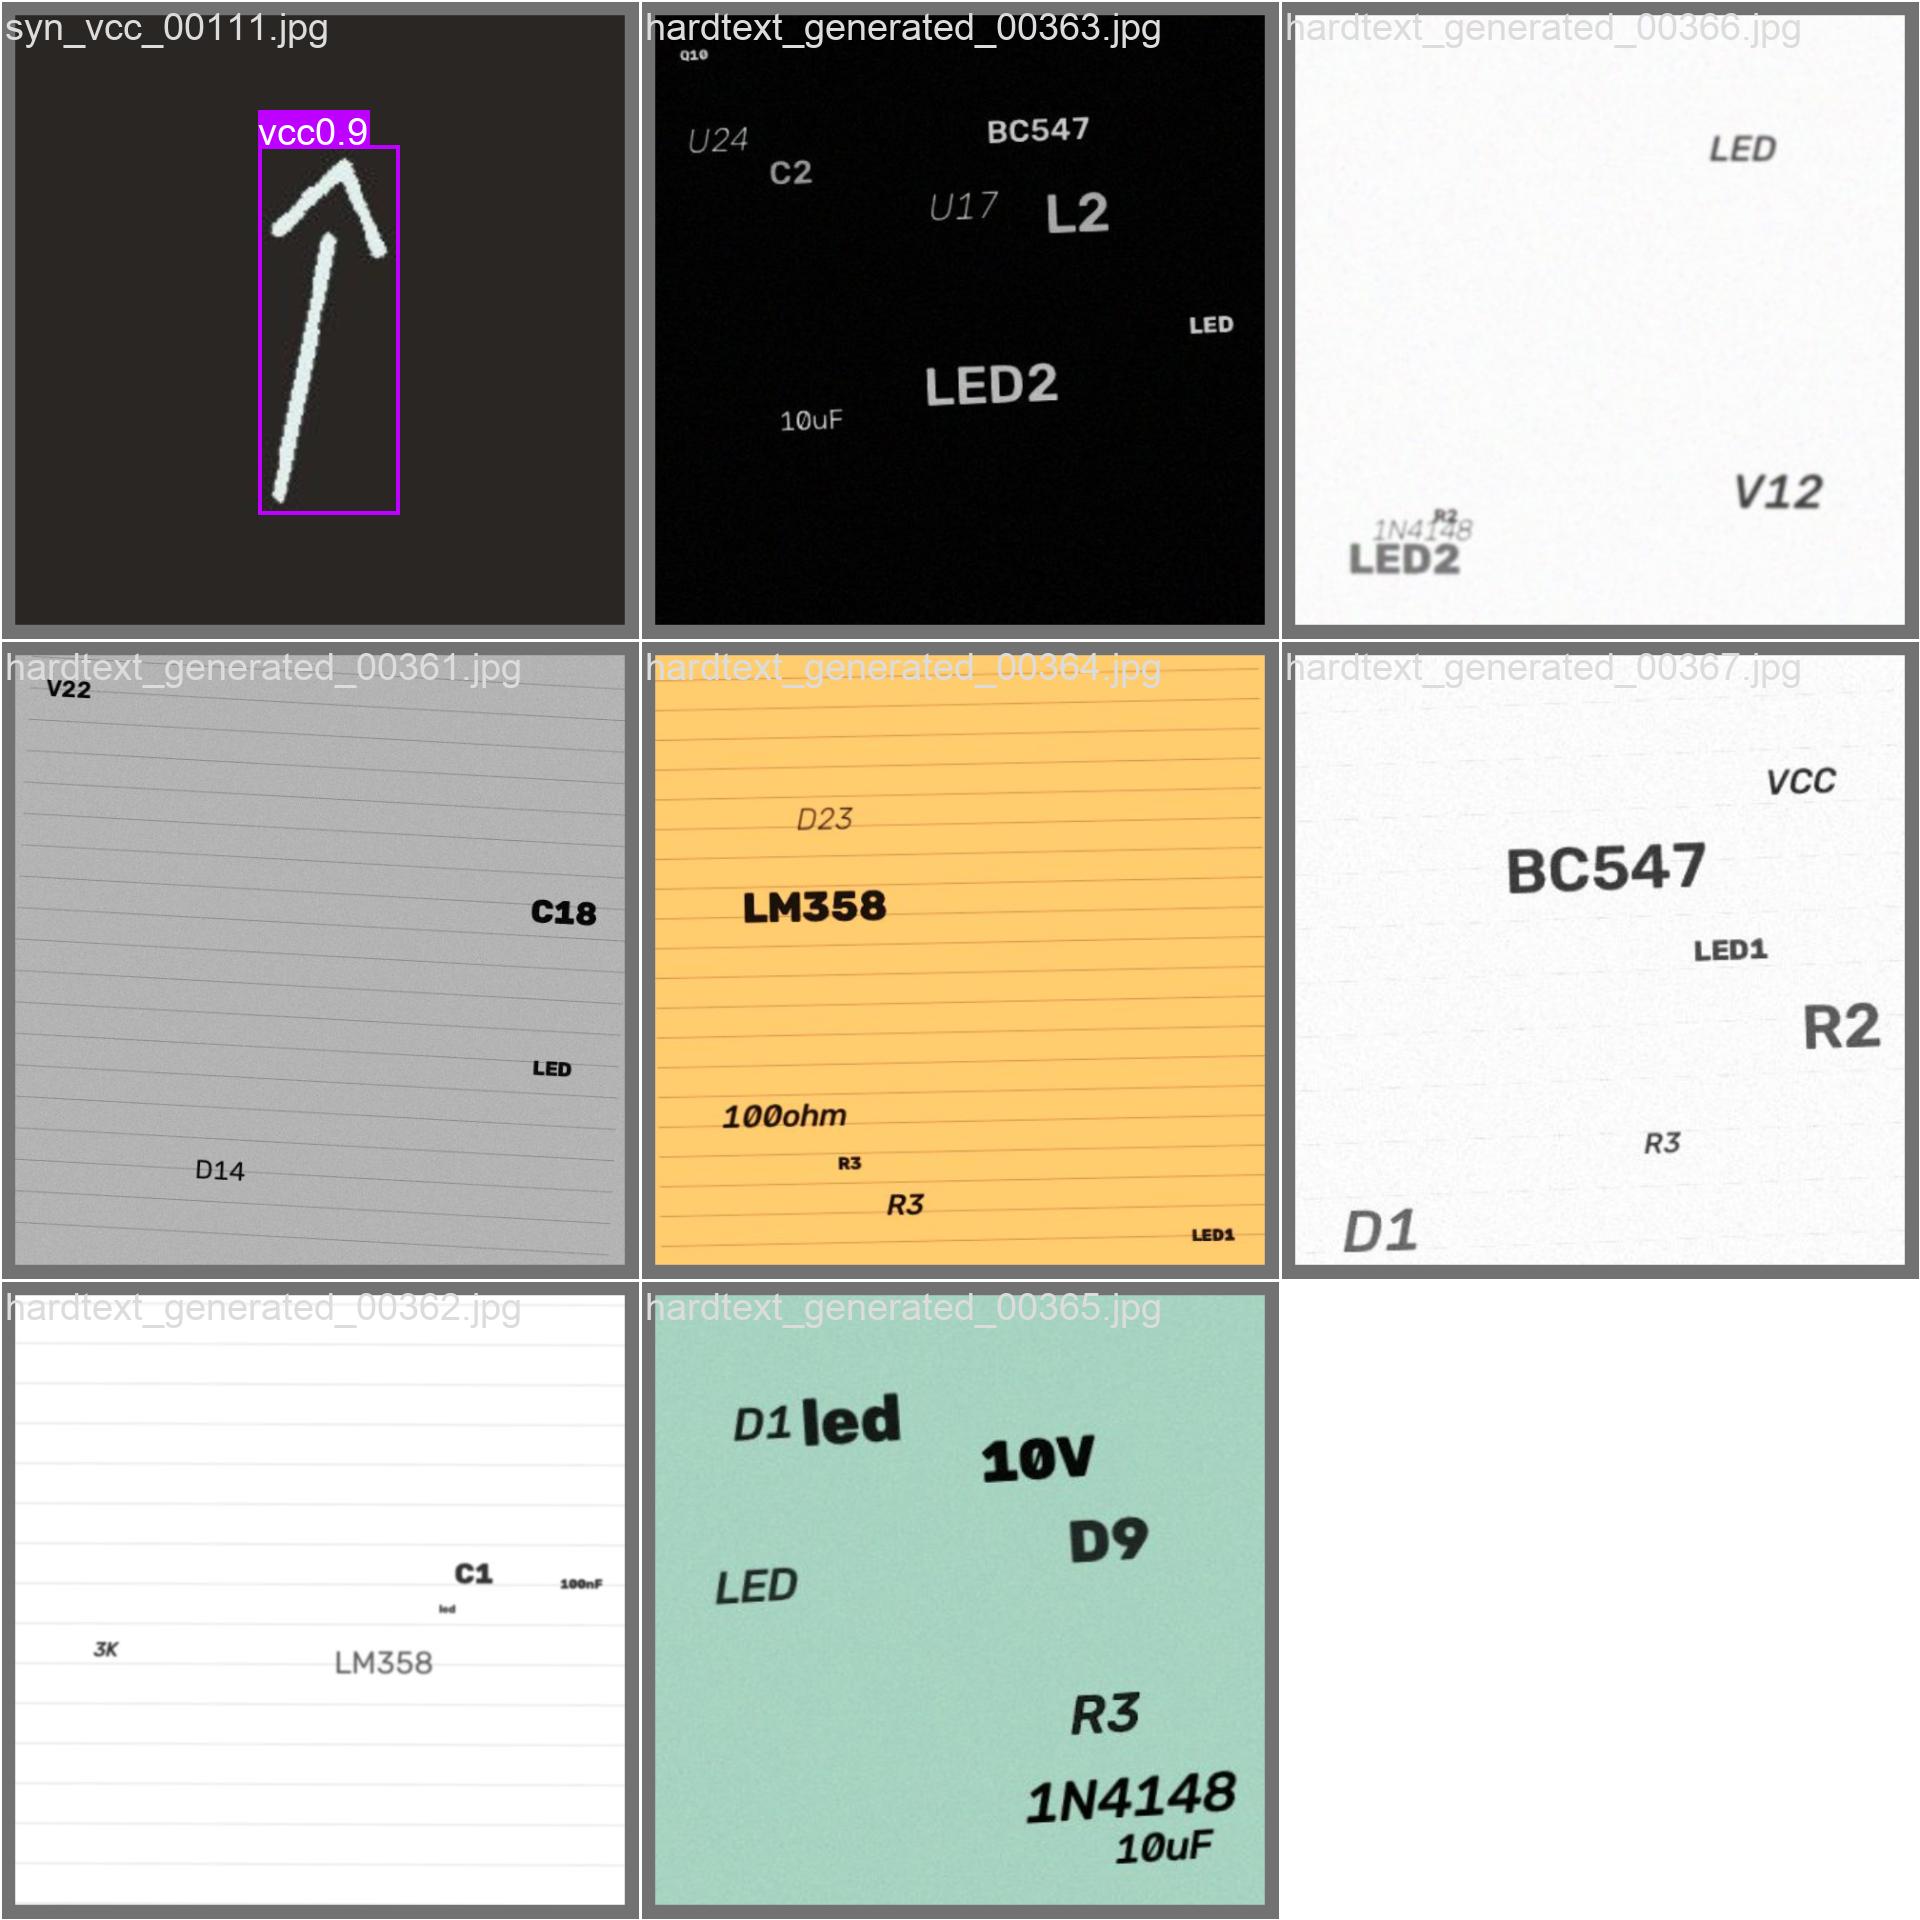 syn_vcc_00111.jpg
vcc0.9
hardtext_generated_00363.jpg
Q10
BC547
U24
C2
U17 L2
LED
LED2
10uF
hardtext_generated_00366.jpg
LED
V12
R2
1N4148
LED2
hardtext_generated_00361.jpg
V22
C18
LED
D14
hardtext_generated_00364.jpg
D23
LM358
100ohm
R3
R3
LED1
hardtext_generated_00367.jpg
VCC
BC547
LED1
R2
R3
D1
hardtext_generated_00362.jpg
C1
100nF
led
3K
LM358
hardtext_generated_00365.jpg
D1 led
10V
D9
LED
R3
1N4148
10uF